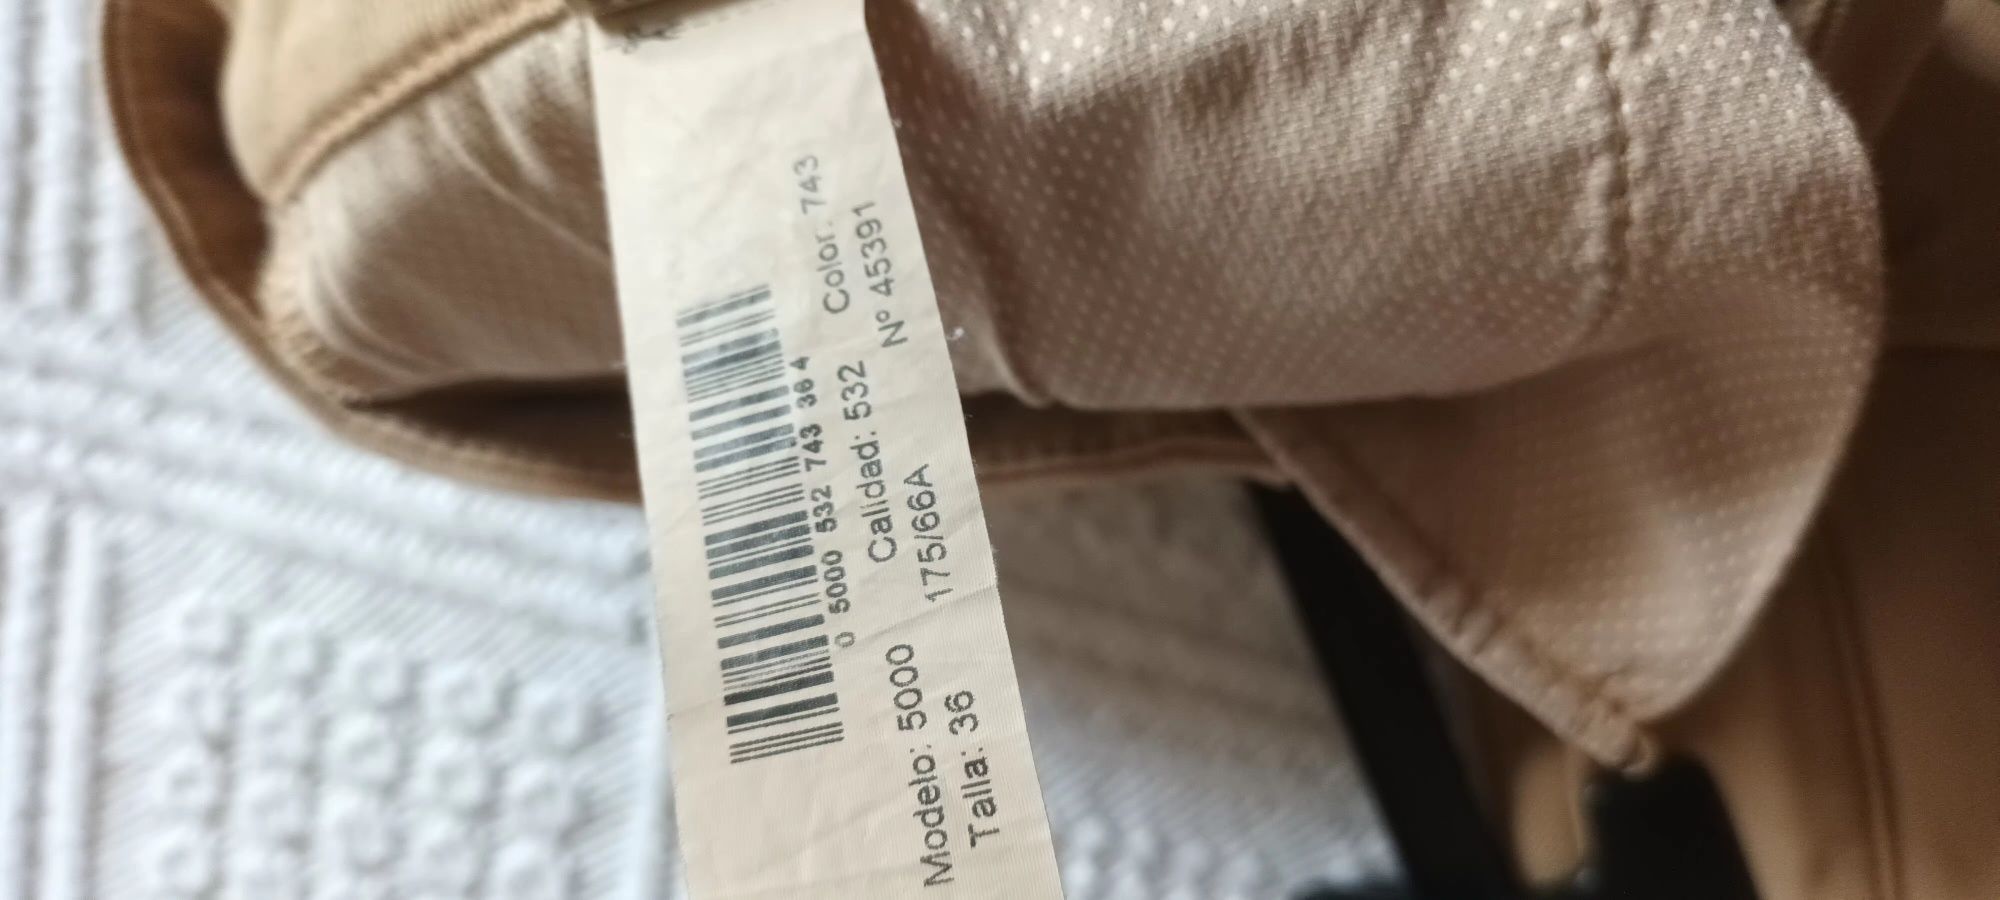 0 5000 532 743 36 4
Modelo: 5000 Calidad: 532 Color: 743
Talla: 36 175/66A Nº 45391